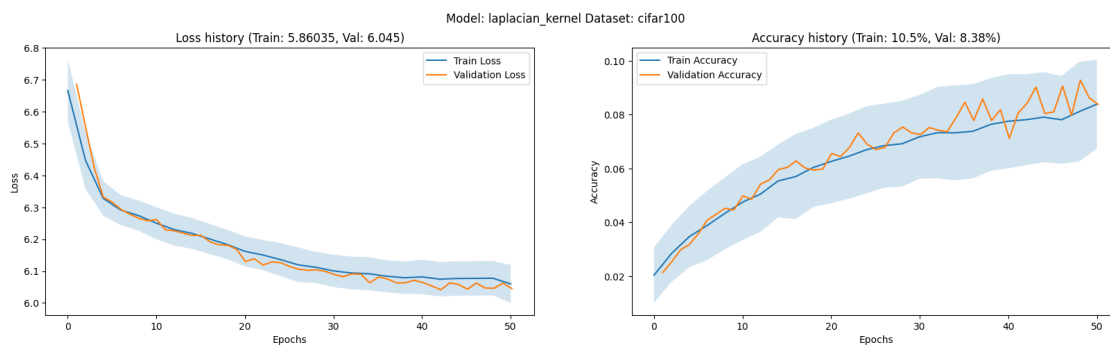 Model: laplacian_kernel Dataset: cifar100
Loss history (Train: 5.86035, Val: 6.045)
Train Loss
Validation Loss
6.8
6.7
6.6
6.5
6.4
6.3
6.2
6.1
6.0
Loss
0 10 20 30 40 50
Epochs
Accuracy history (Train: 10.5%, Val: 8.38%)
Train Accuracy
Validation Accuracy
0.10
0.08
0.06
0.04
0.02
Accuracy
0 10 20 30 40 50
Epochs